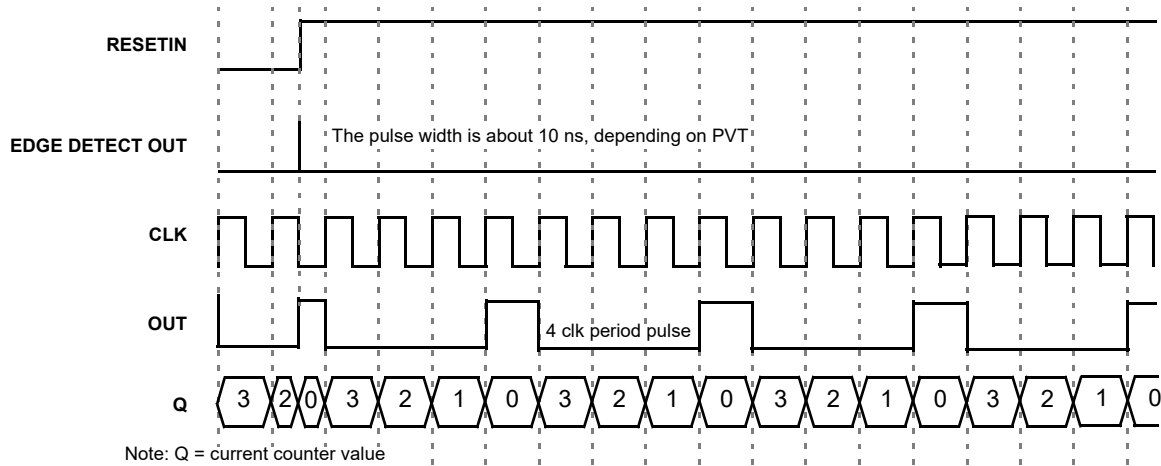 RESETIN
EDGE DETECT OUT
The pulse width is about 10 ns, depending on PVT
CLK
OUT
4 clk period pulse
Q
3 2 0 3 2 1 0 3 2 1 0 3 2 1 0 3 2 1 0
Note: Q = current counter value